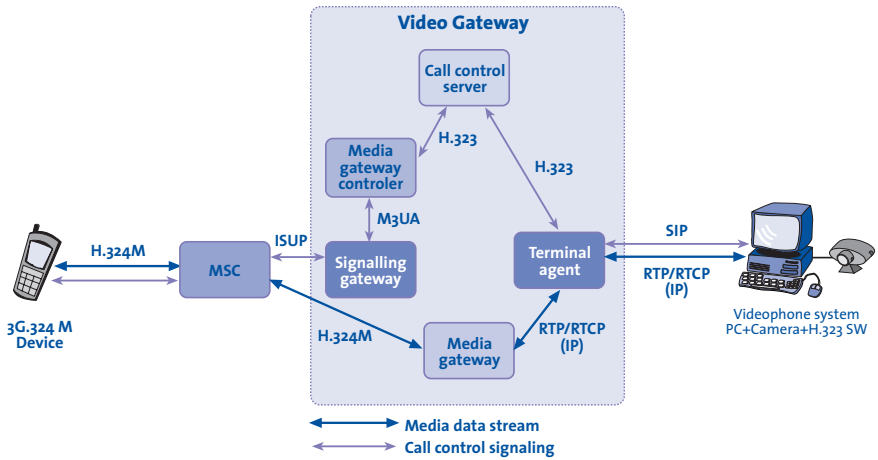 Video Gateway
Call control
server
H.323
H.323
Media
gateway
controler
M3UA
ISUP
H.324M
MSC
Signalling
gateway
Terminal
agent
SIP
RTP/RTCP
(IP)
3G.324 M
Device
H.324M
Media
gateway
RTP/RTCP
(IP)
Videophone system
PC+Camera+H.323 SW
Media data stream
Call control signaling